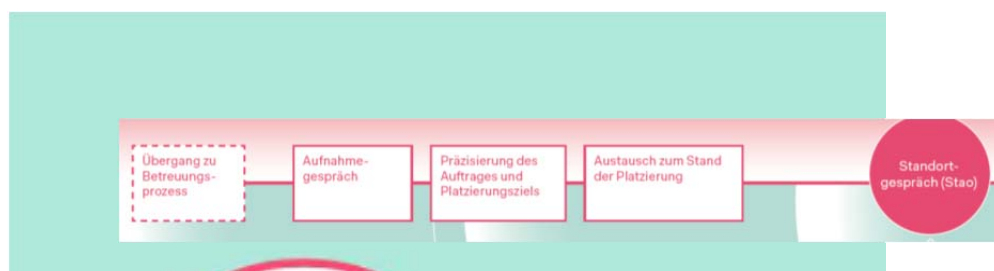 Übergang zu
Betreuungs-
prozess
Aufnahme-
gespräch
Präzisierung des
Auftrages und
Platzierungsziels
Austausch zum Stand
der Platzierung
Standort-
gespräch (Stao)